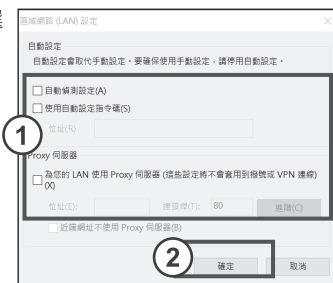 區域網路 (LAN) 設定
自動設定
自動設定會取代手動設定。要確保使用手動設定，請停用自動設定。
自動偵測設定(A)
使用自動設定指令碼(S)
位址(R)
1
Proxy 伺服器
為您的 LAN 使用 Proxy 伺服器 (這些設定將不會套用到撥號或 VPN 連線)
(X)
位址(E): 連接埠(T): 80 進階(C)
近端網址不使用 Proxy 伺服器(B)
2
確定 取消